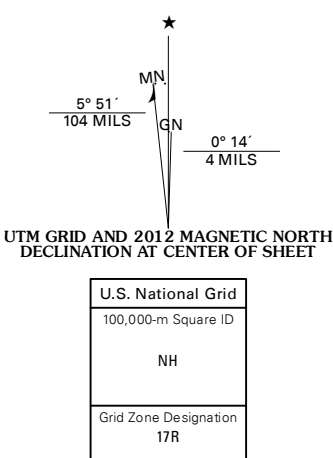 ★
MN.
GN
5° 51´
104 MILS
0° 14´
4 MILS
UTM GRID AND 2012 MAGNETIC NORTH
DECLINATION AT CENTER OF SHEET
U.S. National Grid
100,000-m Square ID
NH
Grid Zone Designation
17R